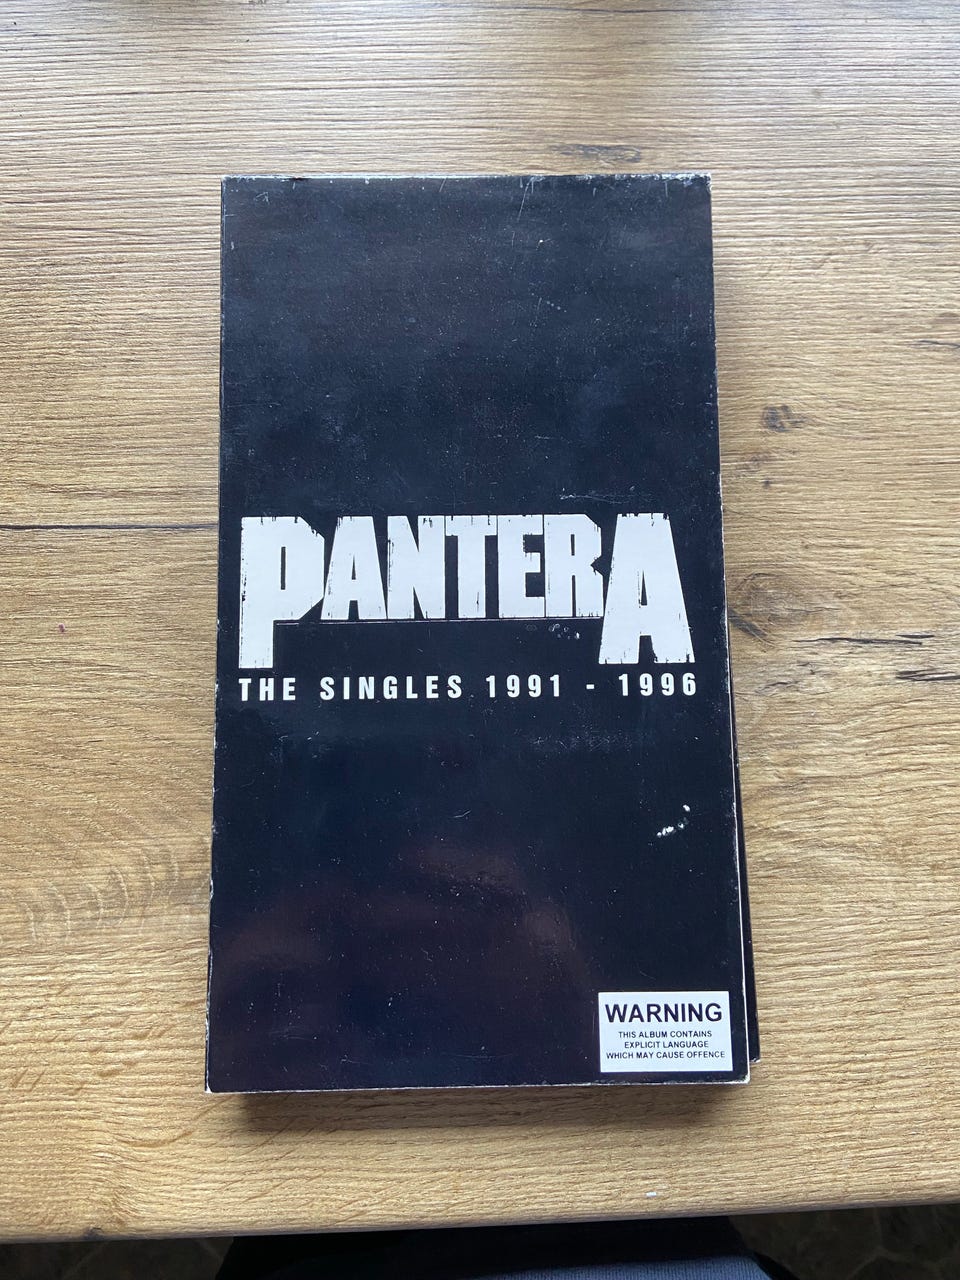 PANTERA
THE SINGLES 1991 - 1996
WARNING
THIS ALBUM CONTAINS
EXPLICIT LANGUAGE
WHICH MAY CAUSE OFFENCE